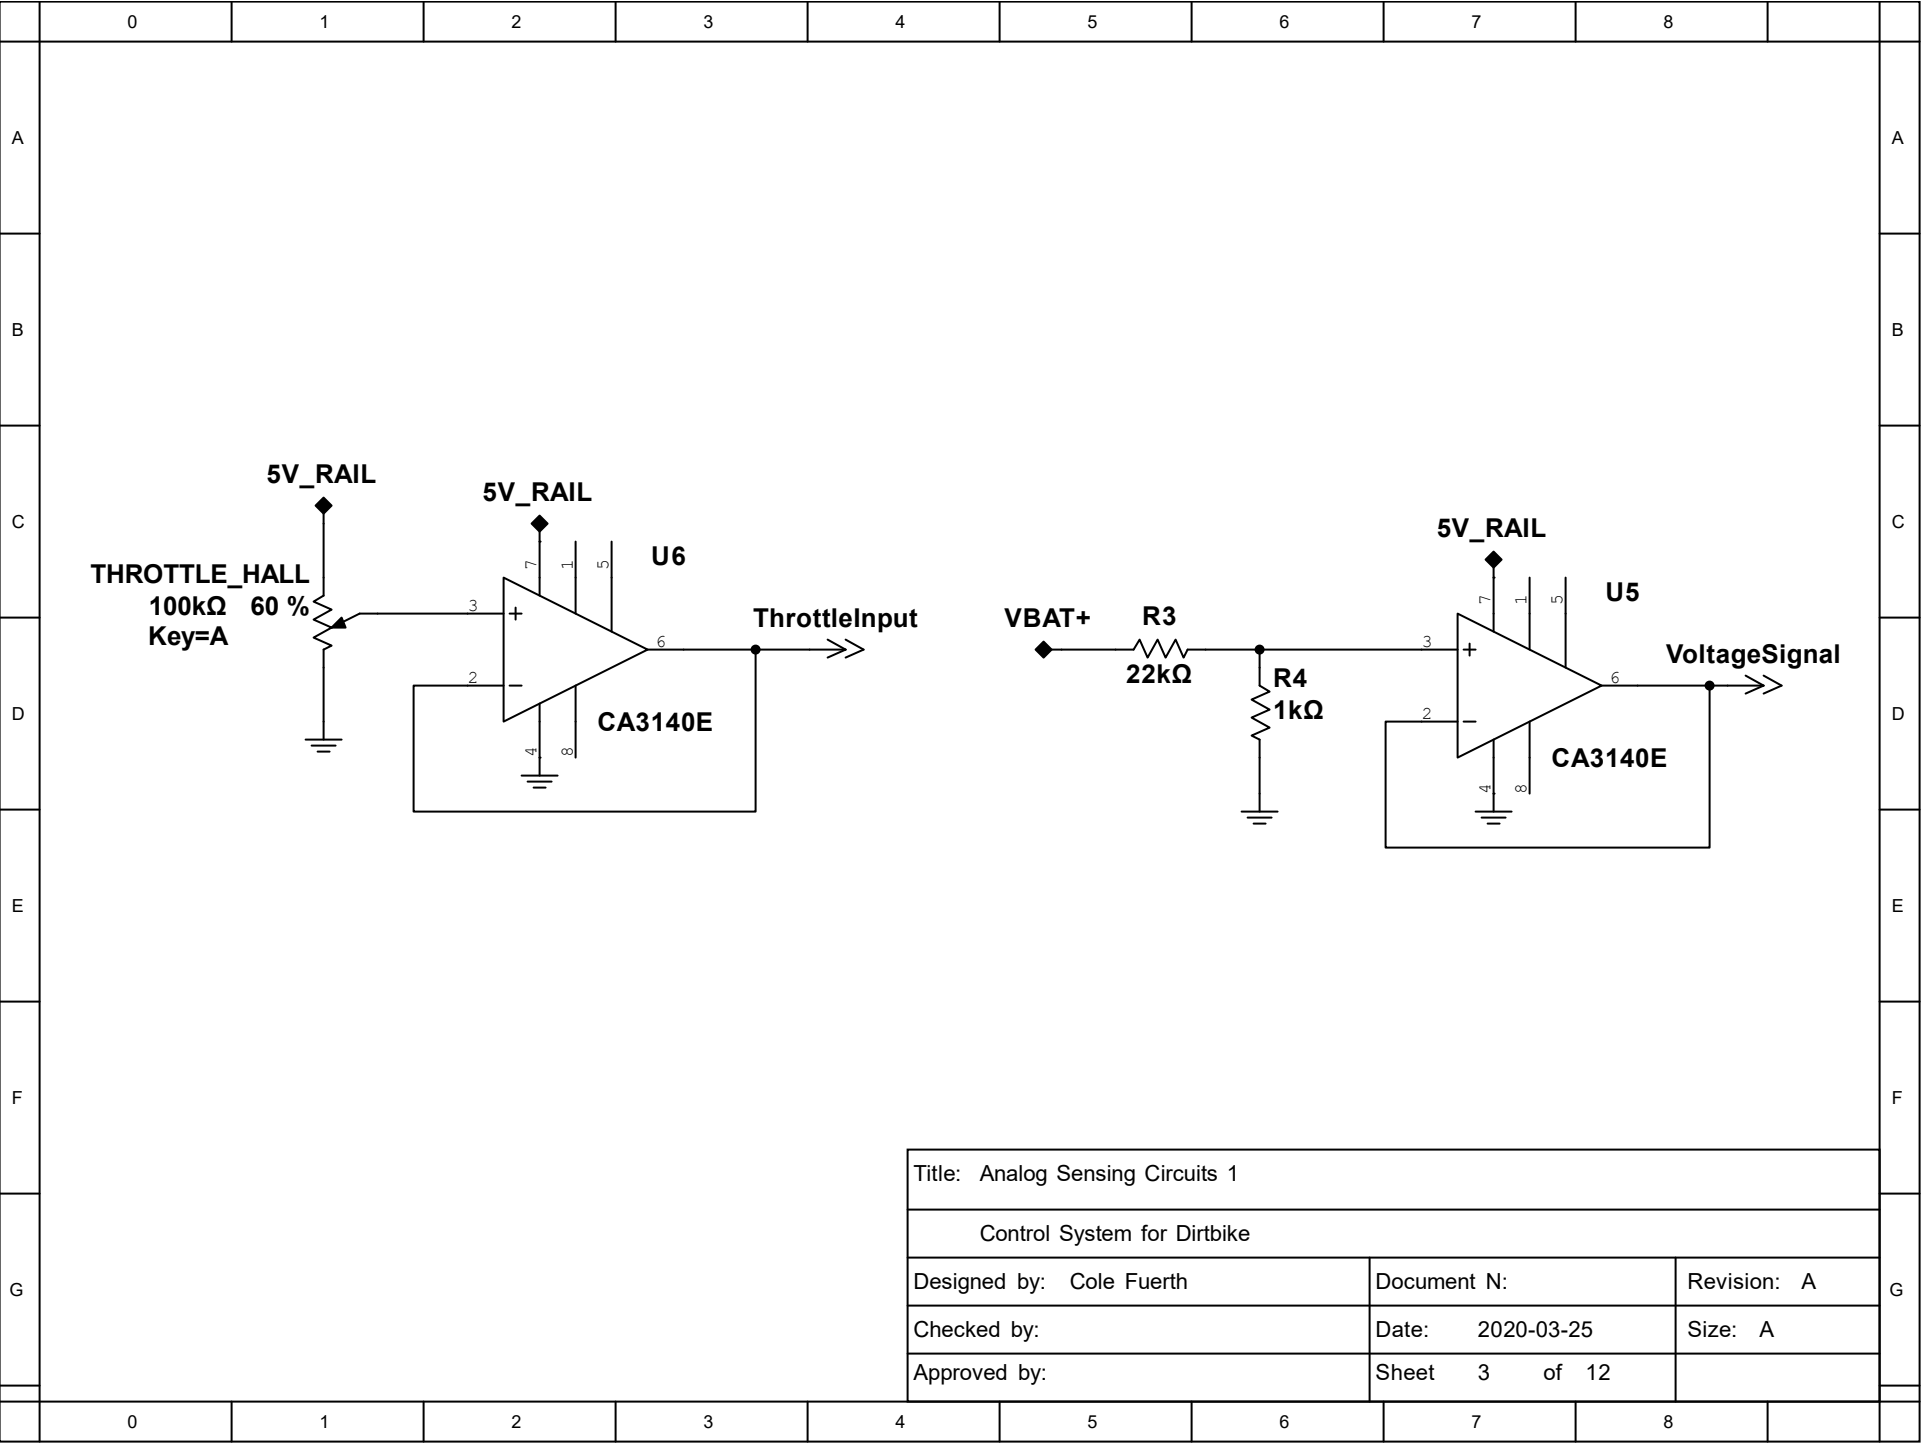 0 1 2 3 4 5 6 7 8
A A
B B
C C
D D
E E
F F
G G
5V_RAIL
THROTTLE_HALL
100kΩ 60 %
Key=A
5V_RAIL
7 1 5
U6
3
+
2
−
6
4 8
CA3140E
ThrottleInput
VBAT+
R3
22kΩ
R4
1kΩ
5V_RAIL
7 1 5
U5
3
+
2
−
6
4 8
CA3140E
VoltageSignal
Title: Analog Sensing Circuits 1
Control System for Dirtbike
Designed by: Cole Fuerth Document N: Revision: A
Checked by: Date: 2020-03-25 Size: A
Approved by: Sheet 3 of 12
0 1 2 3 4 5 6 7 8